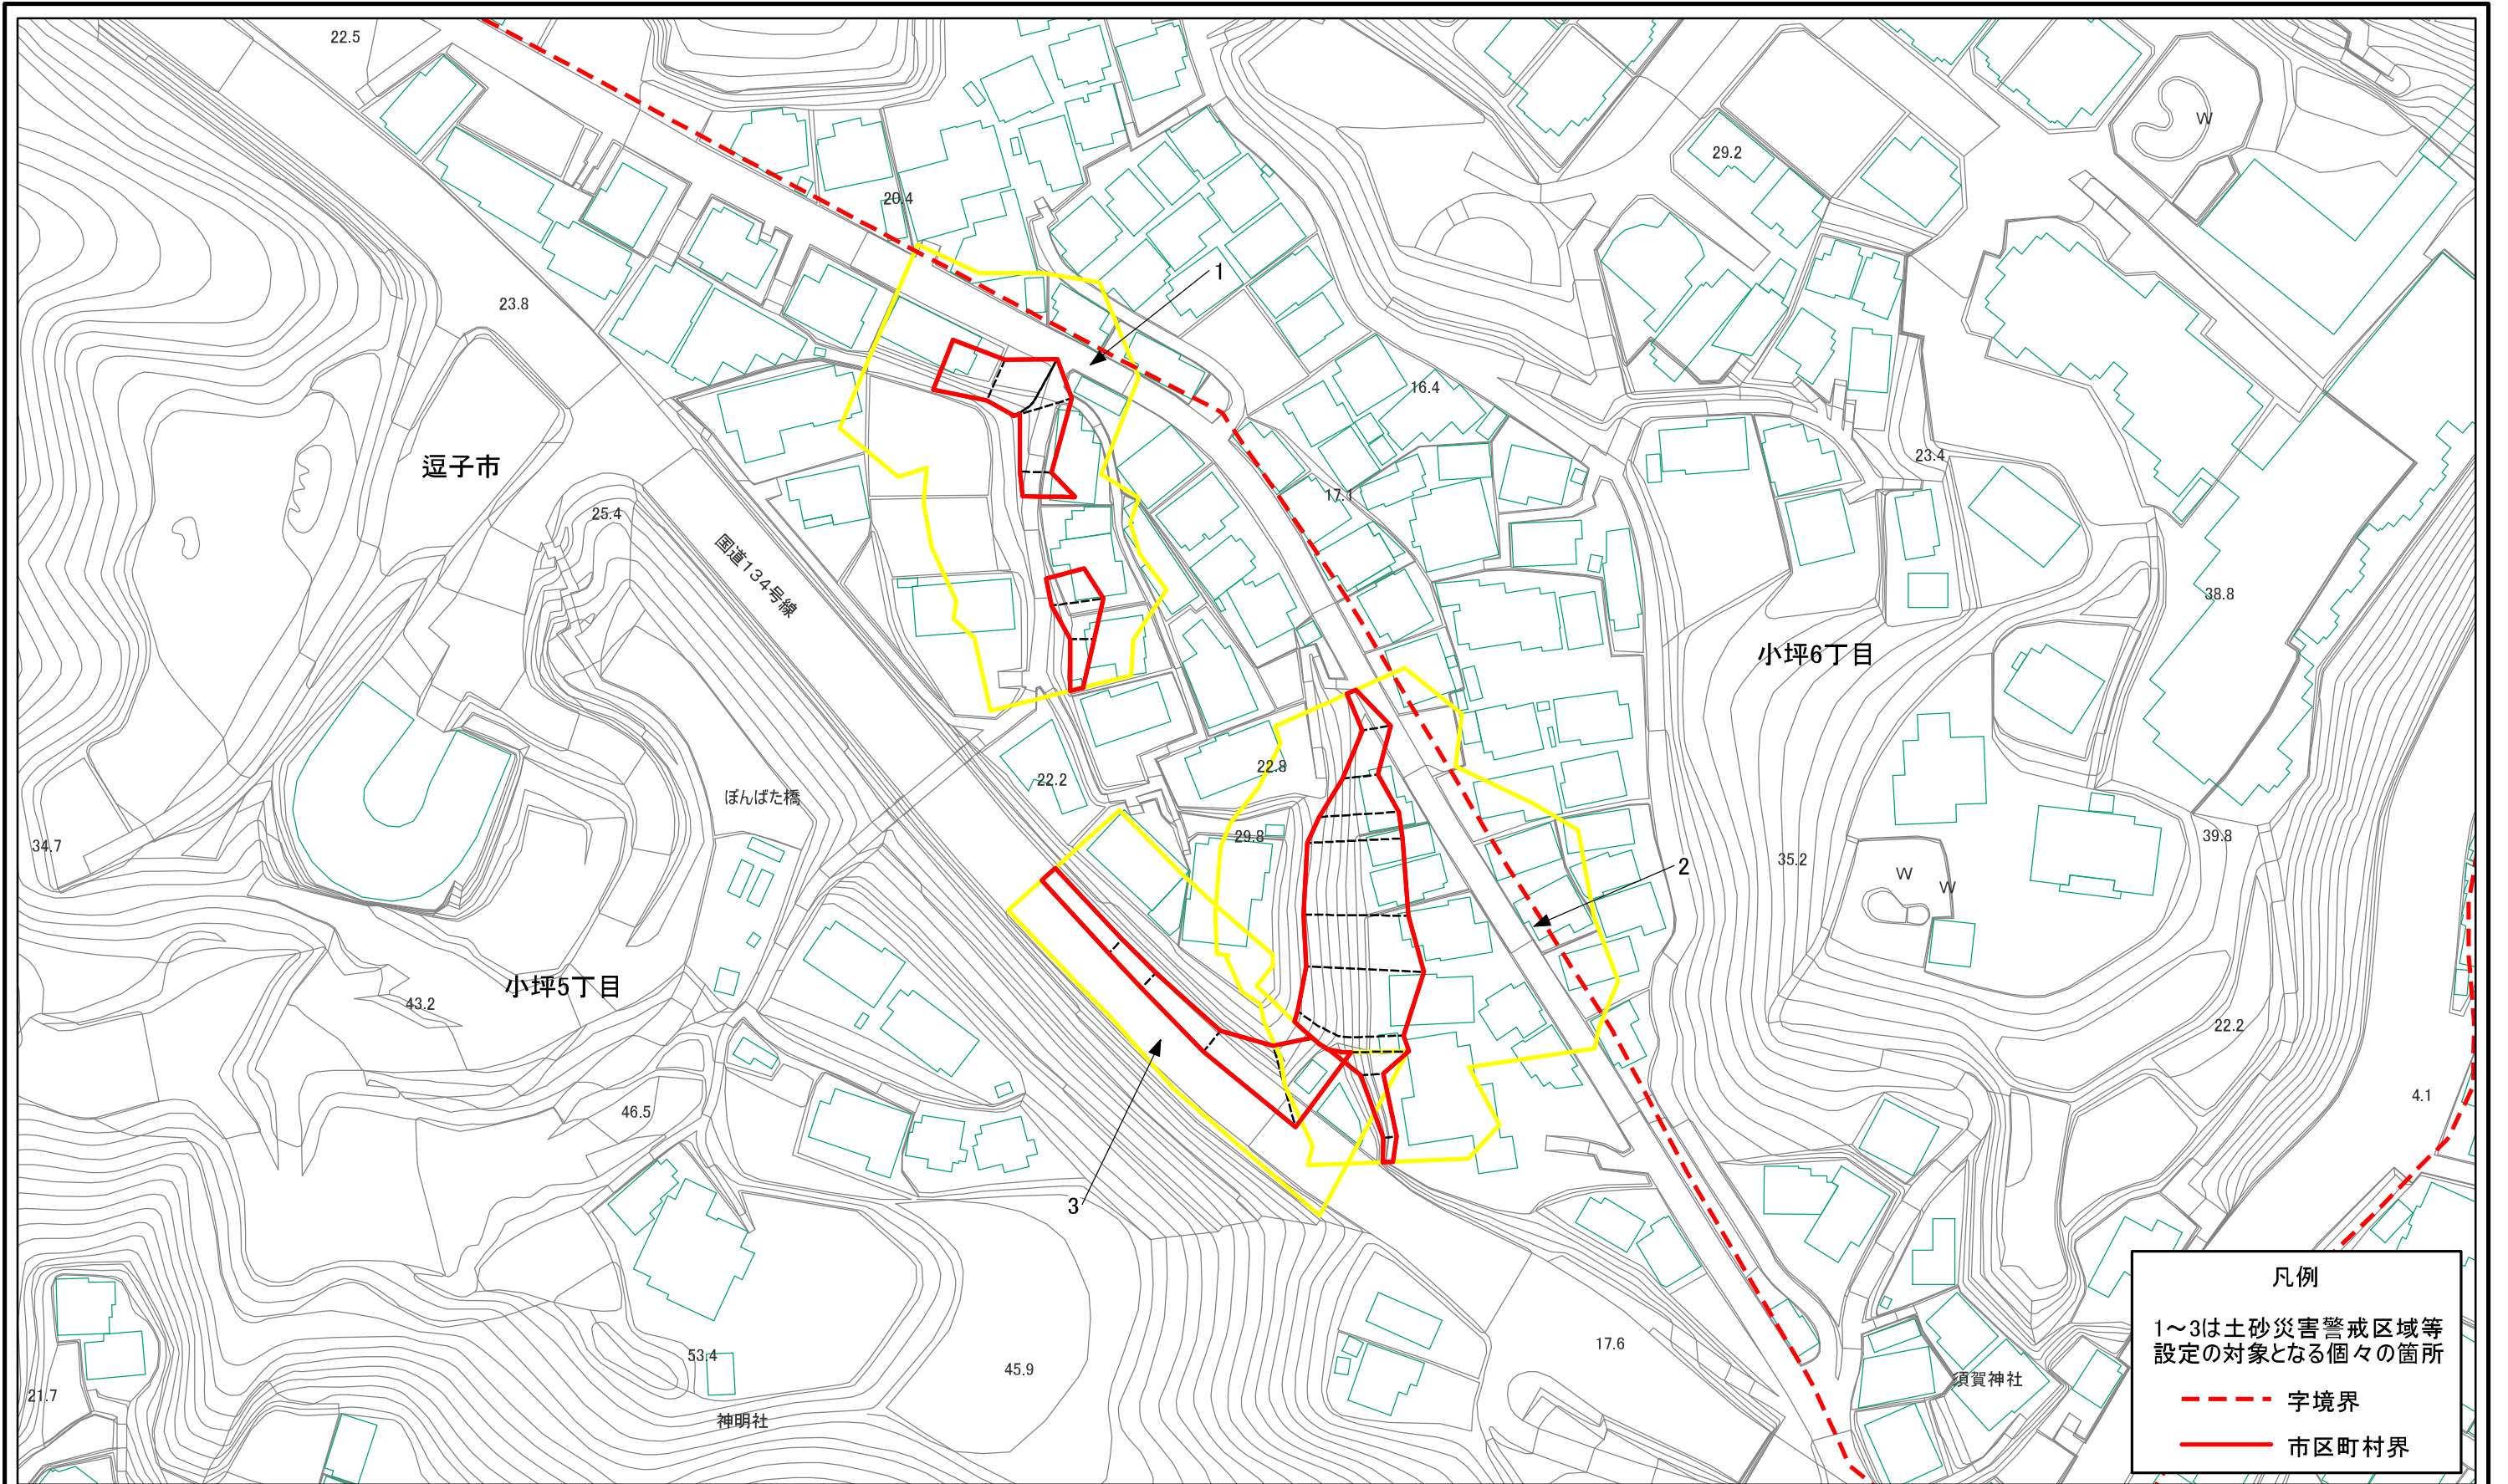 22.5
20.4
1
23.8
29.2
W
16.4
逗子市
23.4
17.1
25.4
国道134号線
38.8
小坪6丁目
22.8
22.2
ぼんばた橋
29.8
39.8
34.7
35.2
2
W
W
小坪5丁目
43.2
22.2
4.1
46.5
3
凡例
1～3は土砂災害警戒区域等
設定の対象となる個々の箇所
字境界
市区町村界
17.6
53.4
45.9
須賀神社
21.7
神明社